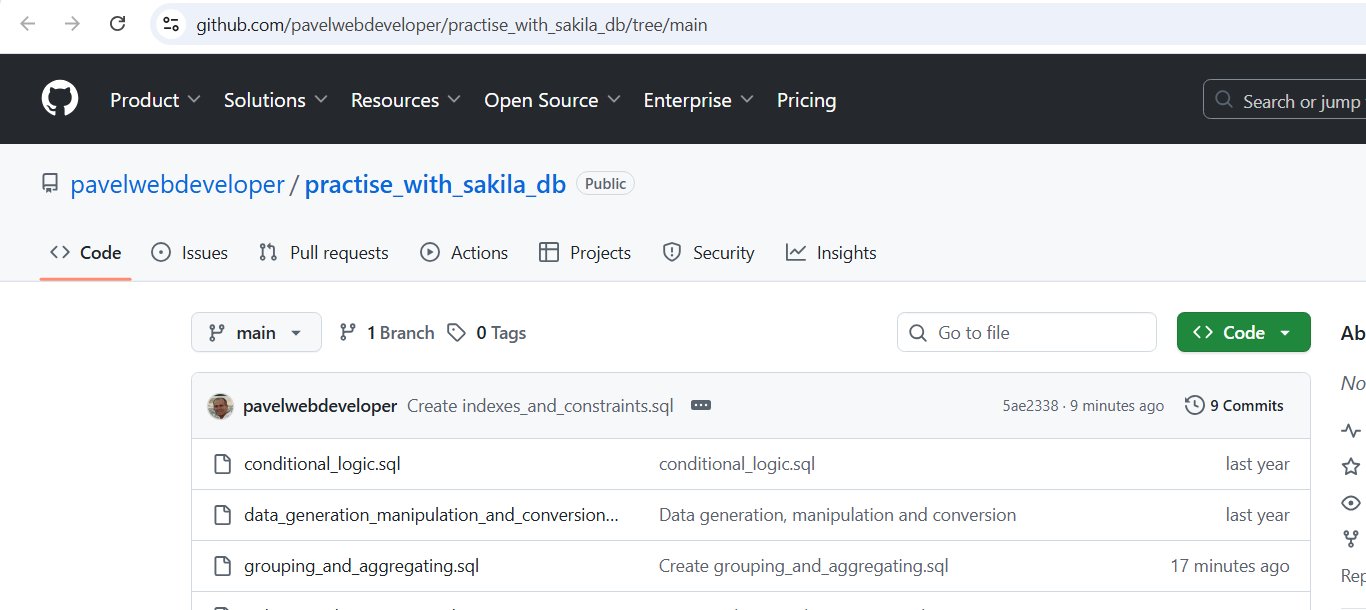 github.com/pavelwebdeveloper/practise_with_sakila_db/tree/main
Product Solutions Resources Open Source Enterprise Pricing Search or jump
pavelwebdeveloper / practise_with_sakila_db Public
Code Issues Pull requests Actions Projects Security Insights
main 1 Branch 0 Tags Go to file Code Ab
No
pavelwebdeveloper Create indexes_and_constraints.sql 5ae2338 · 9 minutes ago 9 Commits
conditional_logic.sql conditional_logic.sql last year
data_generation_manipulation_and_conversion... Data generation, manipulation and conversion last year
grouping_and_aggregating.sql Create grouping_and_aggregating.sql 17 minutes ago
Rep